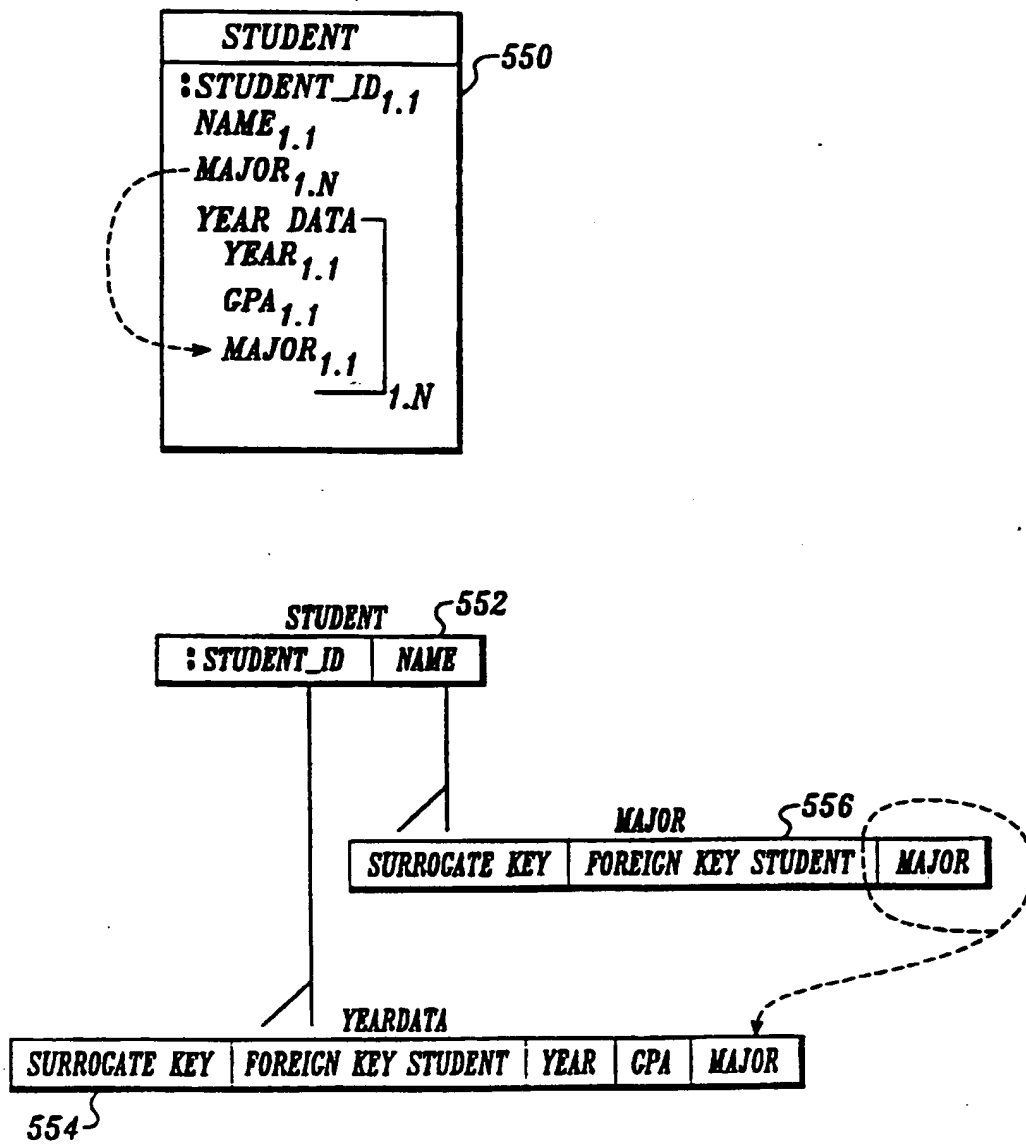 STUDENT
550
:STUDENT_ID1.1
NAME1.1
MAJOR1.N
YEAR DATA
YEAR1.1
GPA1.1
MAJOR1.1
1.N
STUDENT
552
:STUDENT_ID NAME
MAJOR
556
SURROGATE KEY FOREIGN KEY STUDENT MAJOR
YEARDATA
SURROGATE KEY FOREIGN KEY STUDENT YEAR GPA MAJOR
554